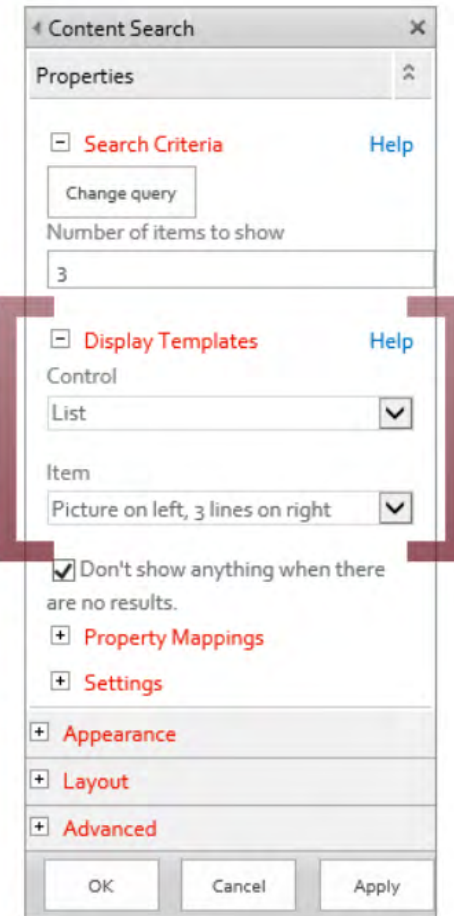 Content Search
Properties
Search Criteria Help
Change query
Number of items to show
3
Display Templates Help
Control
List
Item
Picture on left, 3 lines on right
Don't show anything when there
are no results.
Property Mappings
Settings
Appearance
Layout
Advanced
OK Cancel Apply